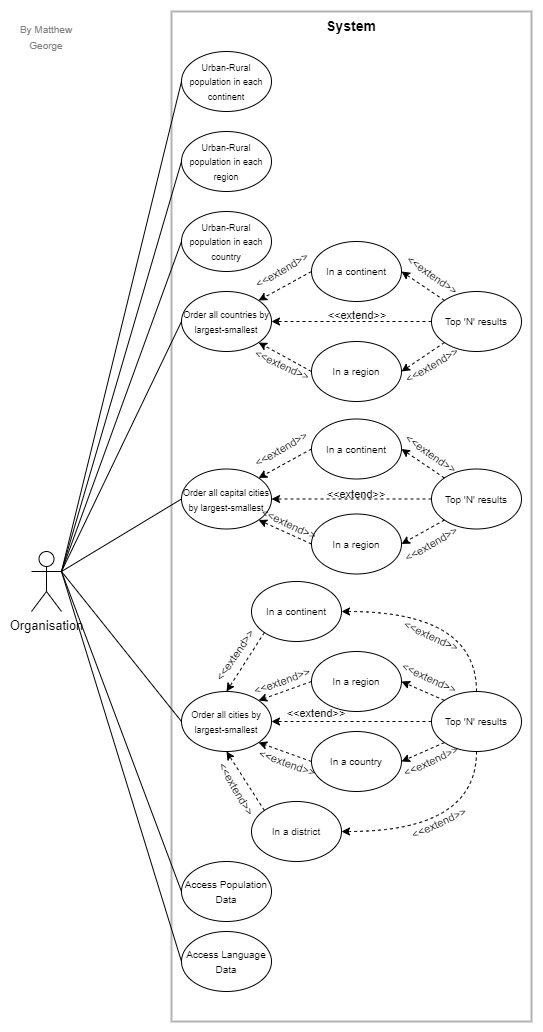 By Matthew
George
System
Urban-Rural
population in each
continent
Urban-Rural
population in each
region
Urban-Rural
population in each
country
In a continent
<<extend>>
<<extend>>
Order all countries by
largest-smallest
<<extend>>
Top 'N' results
<<extend>>
In a region
<<extend>>
In a continent
<<extend>>
<<extend>>
Order all capital cities
by largest-smallest
<<extend>>
Top 'N' results
<<extend>>
In a region
<<extend>>
Organisation
In a continent
<<extend>>
<<extend>>
In a region
<<extend>>
<<extend>>
Order all cities by
largest-smallest
<<extend>>
Top 'N' results
<<extend>>
In a country
<<extend>>
<<extend>>
In a district
<<extend>>
Access Population
Data
Access Language
Data